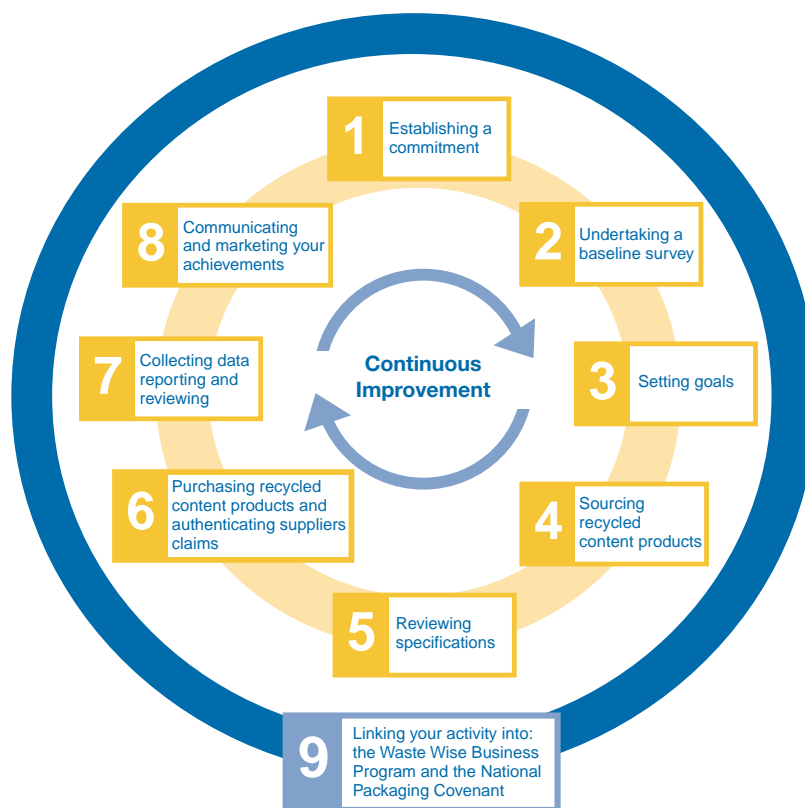 1
Establishing a
commitment
2
Undertaking a
baseline survey
3
Setting goals
4
Sourcing
recycled
content products
5
Reviewing
specifications
6
Purchasing recycled
content products and
authenticating suppliers
claims
7
Collecting data
reporting and
reviewing
8
Communicating
and marketing your
achievements
Continuous
Improvement
9
Linking your activity into:
the Waste Wise Business
Program and the National
Packaging Covenant